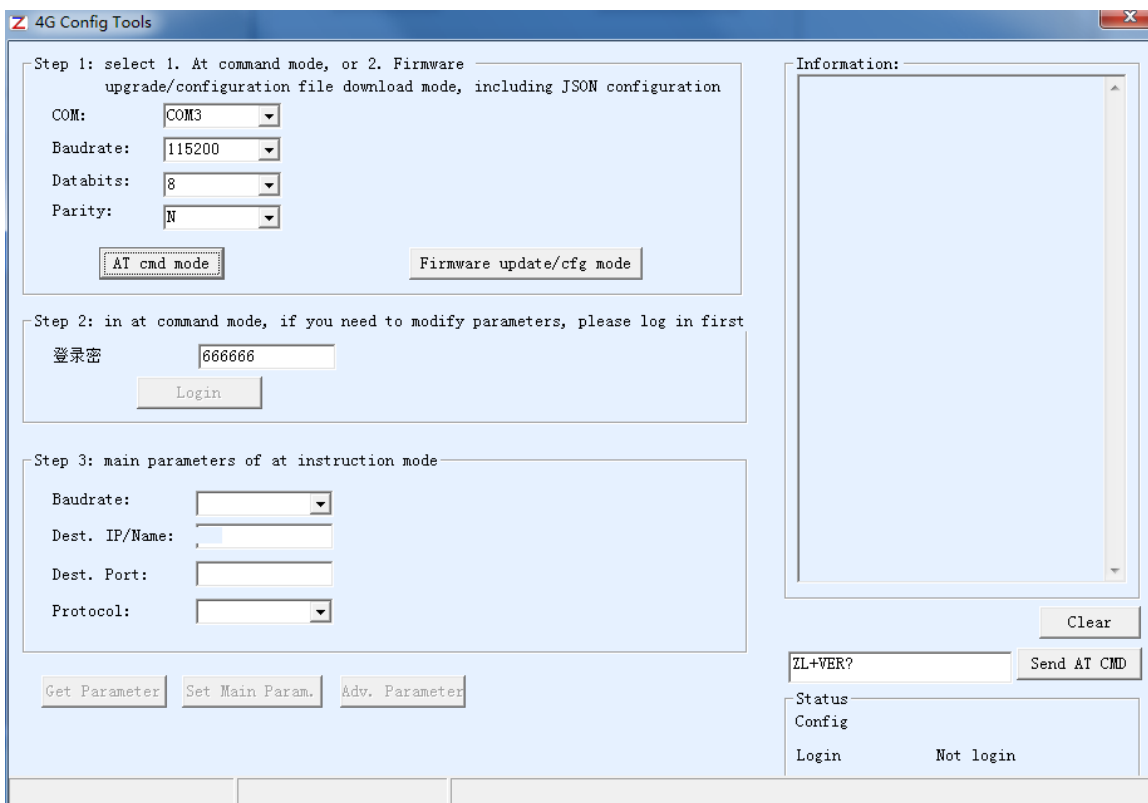 Z 4G Config Tools
X
Step 1: select 1. At command mode, or 2. Firmware
upgrade/configuration file download mode, including JSON configuration
COM: COM3
Baudrate: 115200
Databits: 8
Parity: N
AT cmd mode
Firmware update/cfg mode
Step 2: in at command mode, if you need to modify parameters, please log in first
登录密 666666
Login
Step 3: main parameters of at instruction mode
Baudrate:
Dest. IP/Name:
Dest. Port:
Protocol:
Get Parameter
Set Main Param.
Adv. Parameter
Information:
Clear
ZL+VER?
Send AT CMD
Status
Config
Login Not login